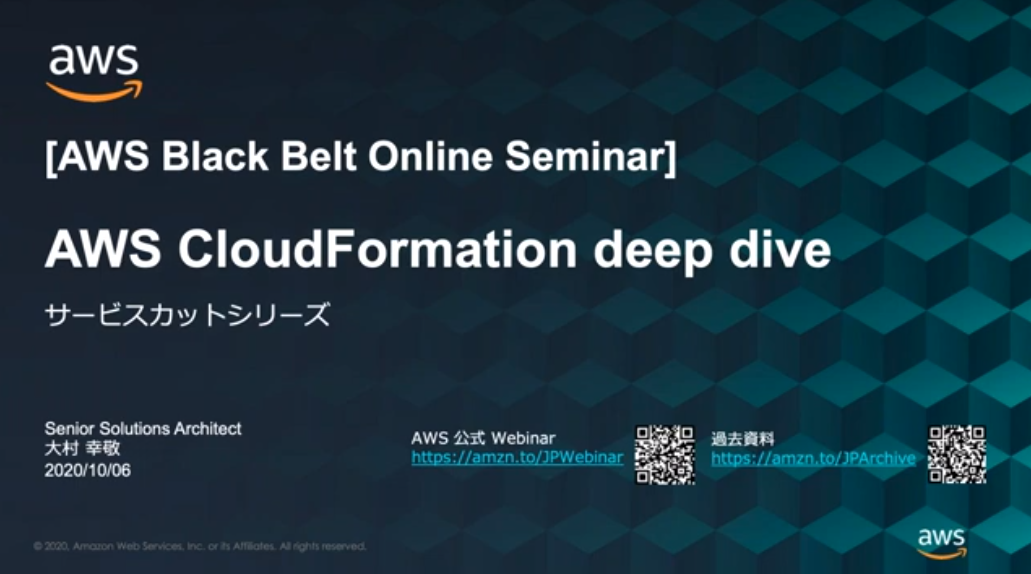 aws
[AWS Black Belt Online Seminar]
AWS CloudFormation deep dive
サービスカットシリーズ
Senior Solutions Architect
大村 幸敬
2020/10/06
AWS 公式 Webinar
https://amzn.to/JPWebinar
過去資料
https://amzn.to/JPArchive
© 2020, Amazon Web Services, Inc. or its Affiliates. All rights reserved.
aws